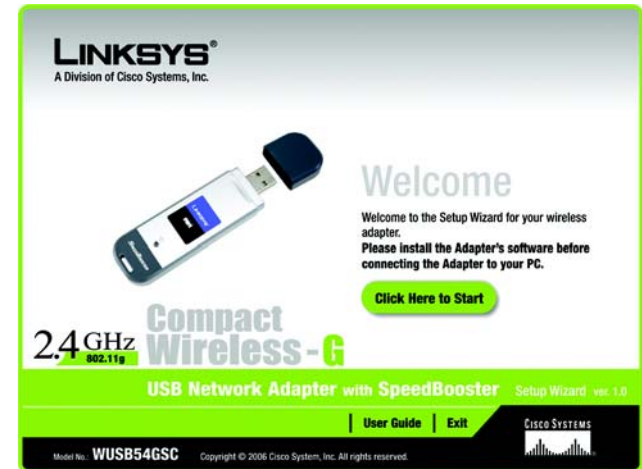 LINKSYS®
A Division of Cisco Systems, Inc.
Linksys
SpeedBooster
Welcome
Welcome to the Setup Wizard for your wireless
adapter.
Please install the Adapter's software before
connecting the Adapter to your PC.
Click Here to Start
2.4 GHz
802.11g
Compact
Wireless-G
USB Network Adapter with SpeedBooster Setup Wizard ver. 1.0
User Guide Exit
CISCO SYSTEMS
Model No.: WUSB54GSC Copyright © 2006 Cisco System, Inc. All rights reserved.